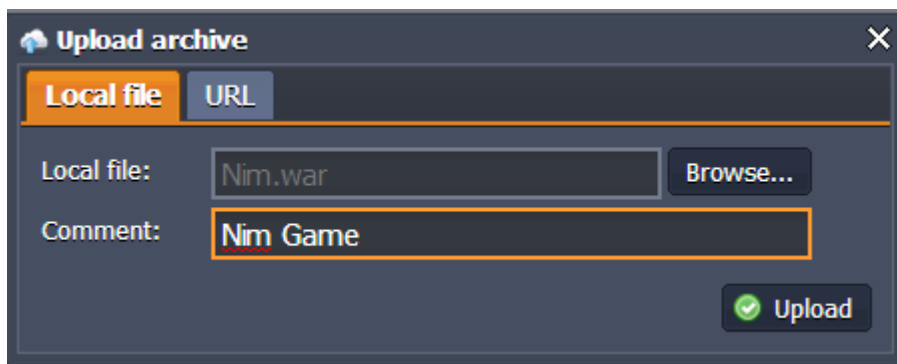 Upload archive
Local file URL
Local file: Nim.war Browse...
Comment: Nim Game
Upload